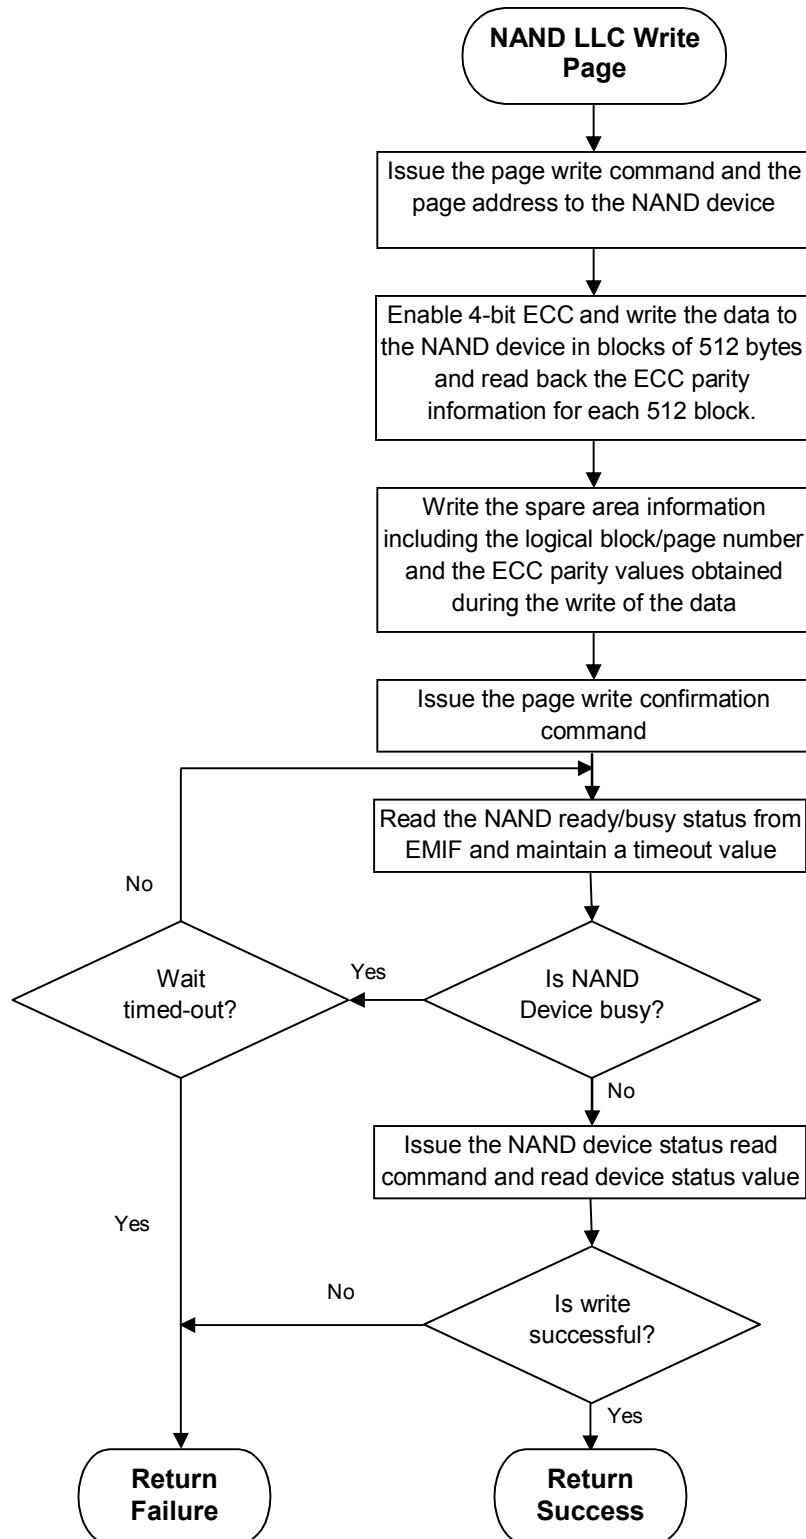 NAND LLC Write
Page
Issue the page write command and the
page address to the NAND device
Enable 4-bit ECC and write the data to
the NAND device in blocks of 512 bytes
and read back the ECC parity
information for each 512 block.
Write the spare area information
including the logical block/page number
and the ECC parity values obtained
during the write of the data
Issue the page write confirmation
command
Read the NAND ready/busy status from
EMIF and maintain a timeout value
No
Wait
timed-out?
Yes
Is NAND
Device busy?
No
Issue the NAND device status read
command and read device status value
Yes
No
Is write
successful?
Yes
Return
Failure
Return
Success